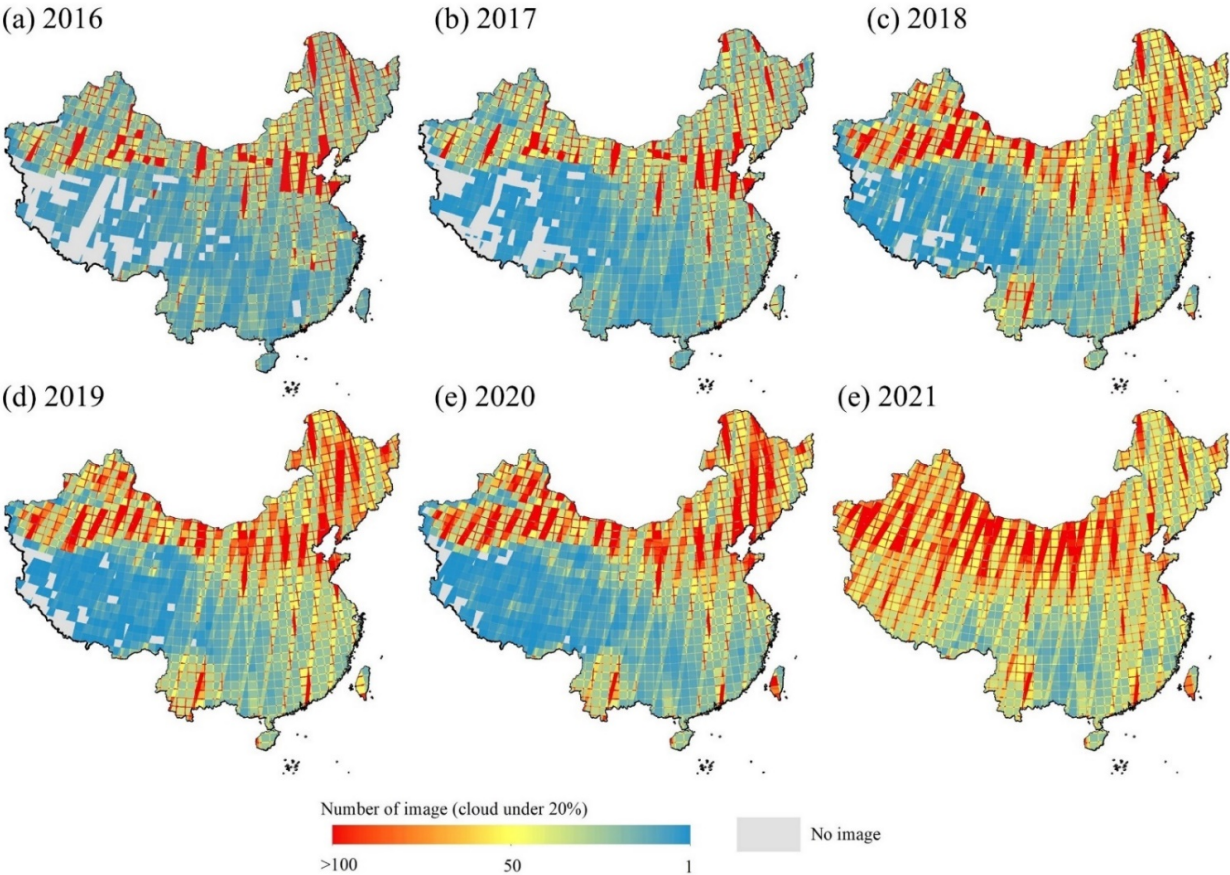 (a) 2016
(b) 2017
(c) 2018
(d) 2019
(e) 2020
(e) 2021
Number of image (cloud under 20%)
>100
50
1
No image